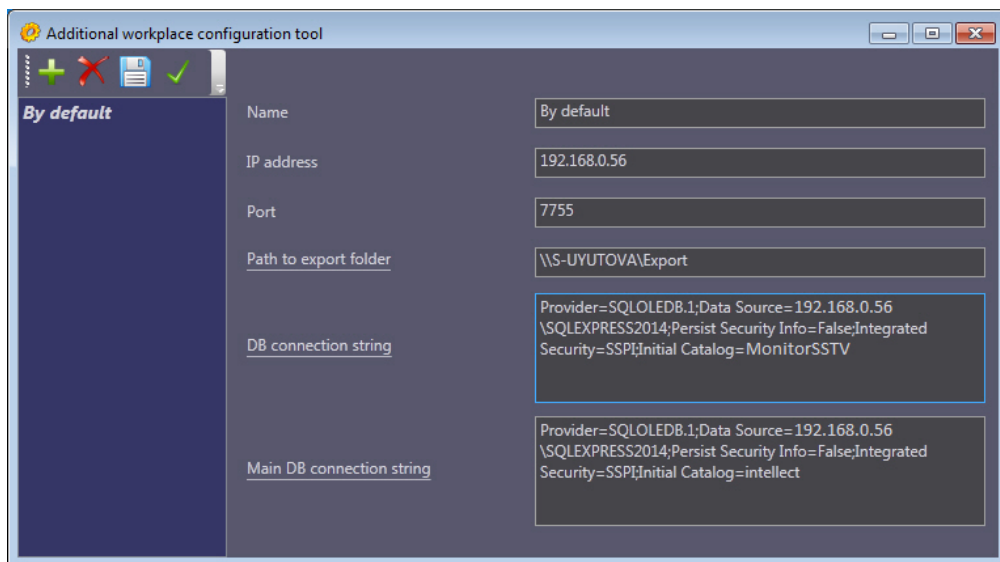 Additional workplace configuration tool
By default
Name
By default
IP address
192.168.0.56
Port
7755
Path to export folder
\\S-UYUTOVA\Export
DB connection string
Provider=SQLOLEDB.1;Data Source=192.168.0.56
\SQLEXPRESS2014;Persist Security Info=False;Integrated
Security=SSPI;Initial Catalog=MonitorSSTV
Main DB connection string
Provider=SQLOLEDB.1;Data Source=192.168.0.56
\SQLEXPRESS2014;Persist Security Info=False;Integrated
Security=SSPI;Initial Catalog=intellect